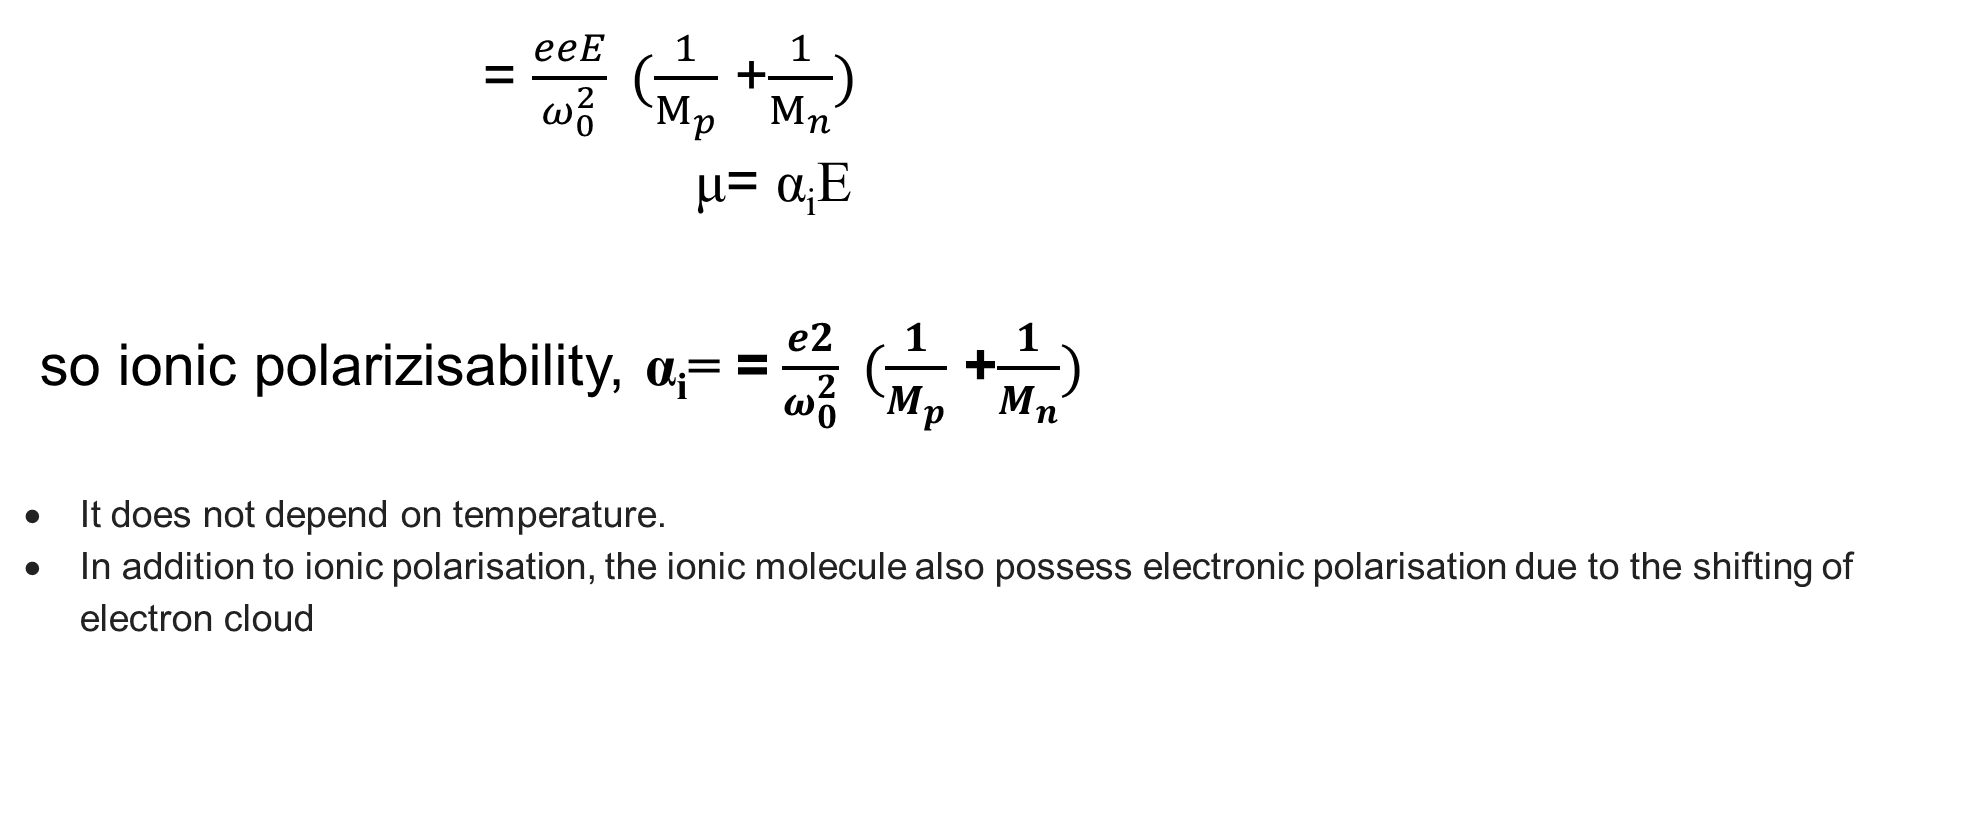 = eeE/ω₀² (1/Mₚ + 1/Mₙ)
μ= αᵢE
so ionic polarizisability, αᵢ= = e2/ω₀² (1/Mₚ + 1/Mₙ)
• It does not depend on temperature.
• In addition to ionic polarisation, the ionic molecule also possess electronic polarisation due to the shifting of
electron cloud